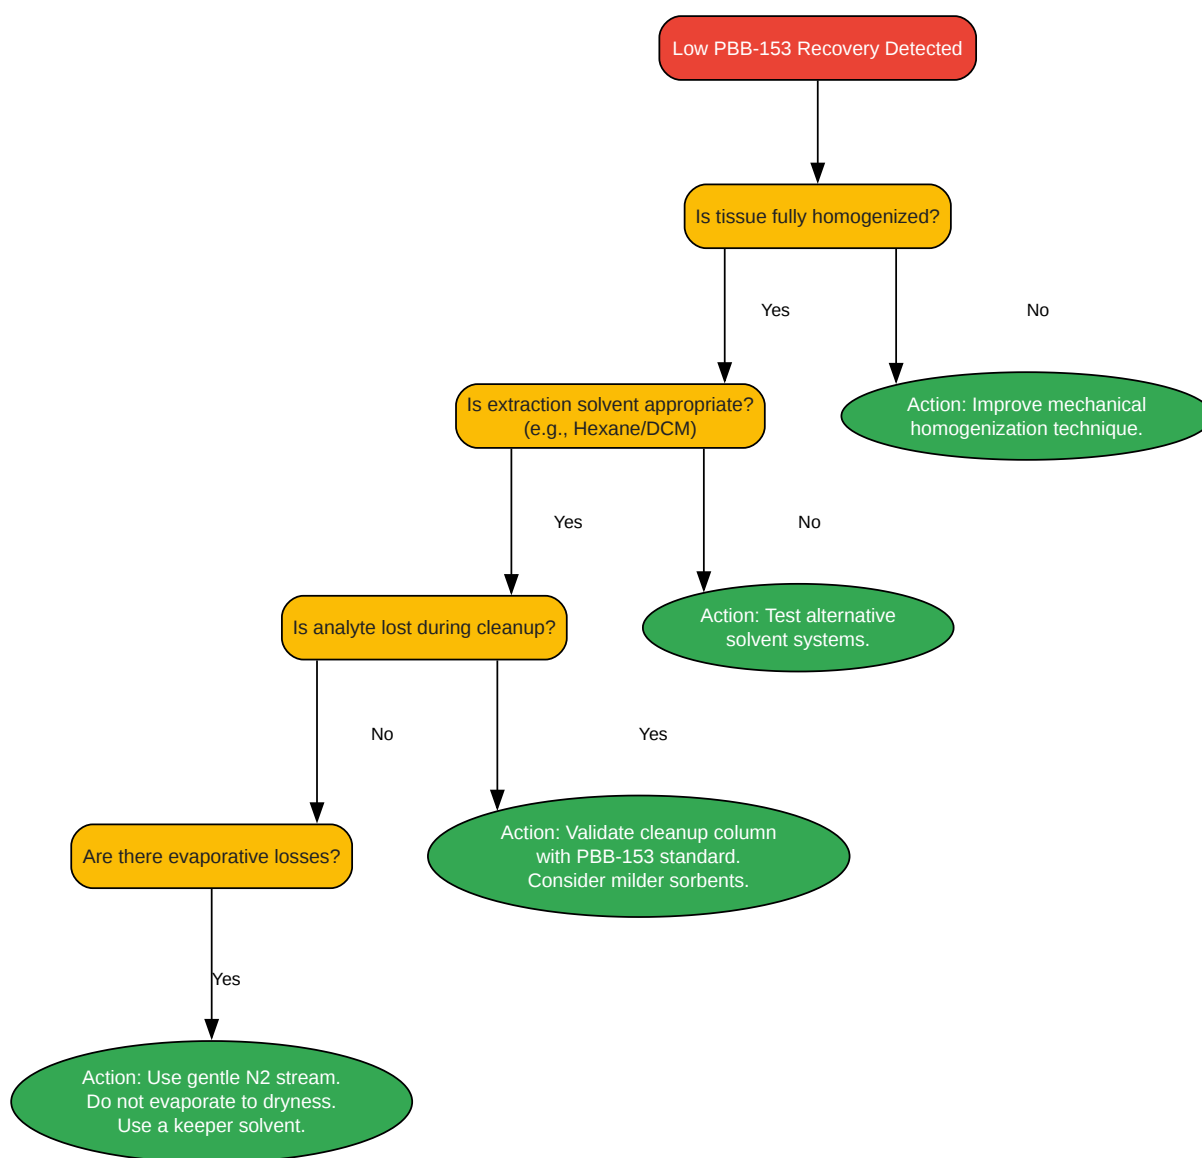 Low PBB-153 Recovery Detected
Is tissue fully homogenized?
Yes
No
Is extraction solvent appropriate?
(e.g., Hexane/DCM)
Action: Improve mechanical
homogenization technique.
Yes
No
Is analyte lost during cleanup?
Action: Test alternative
solvent systems.
No
Yes
Are there evaporative losses?
Action: Validate cleanup column
with PBB-153 standard.
Consider milder sorbents.
Yes
Action: Use gentle N2 stream.
Do not evaporate to dryness.
Use a keeper solvent.